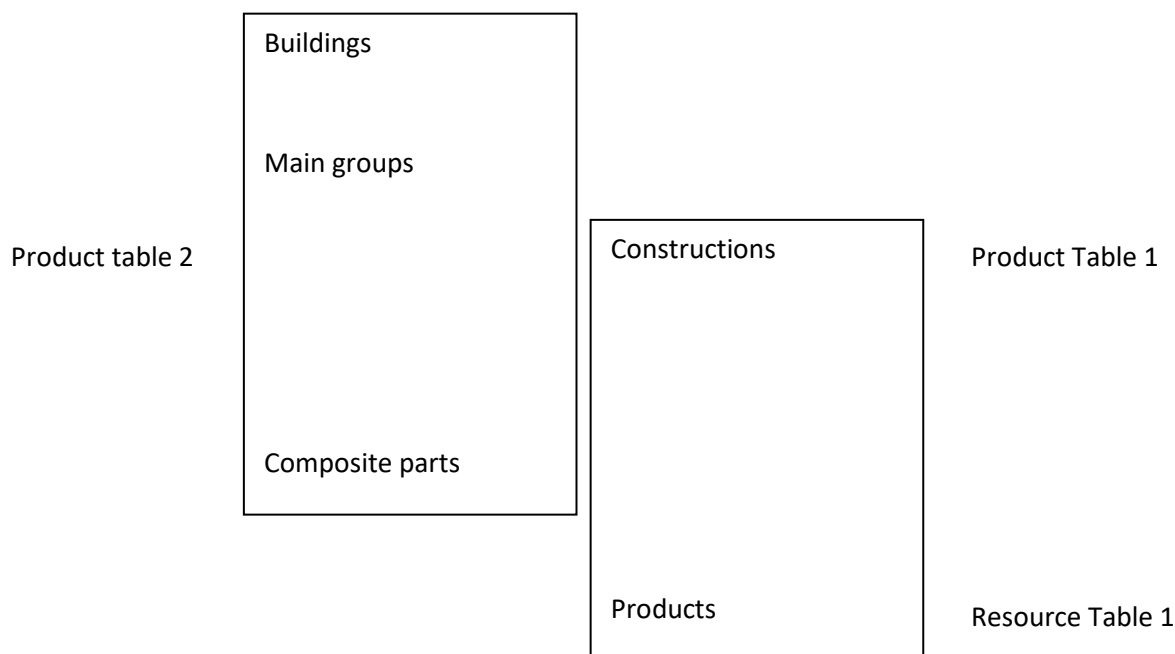 Buildings
Main groups
Product table 2
Constructions
Product Table 1
Composite parts
Products
Resource Table 1